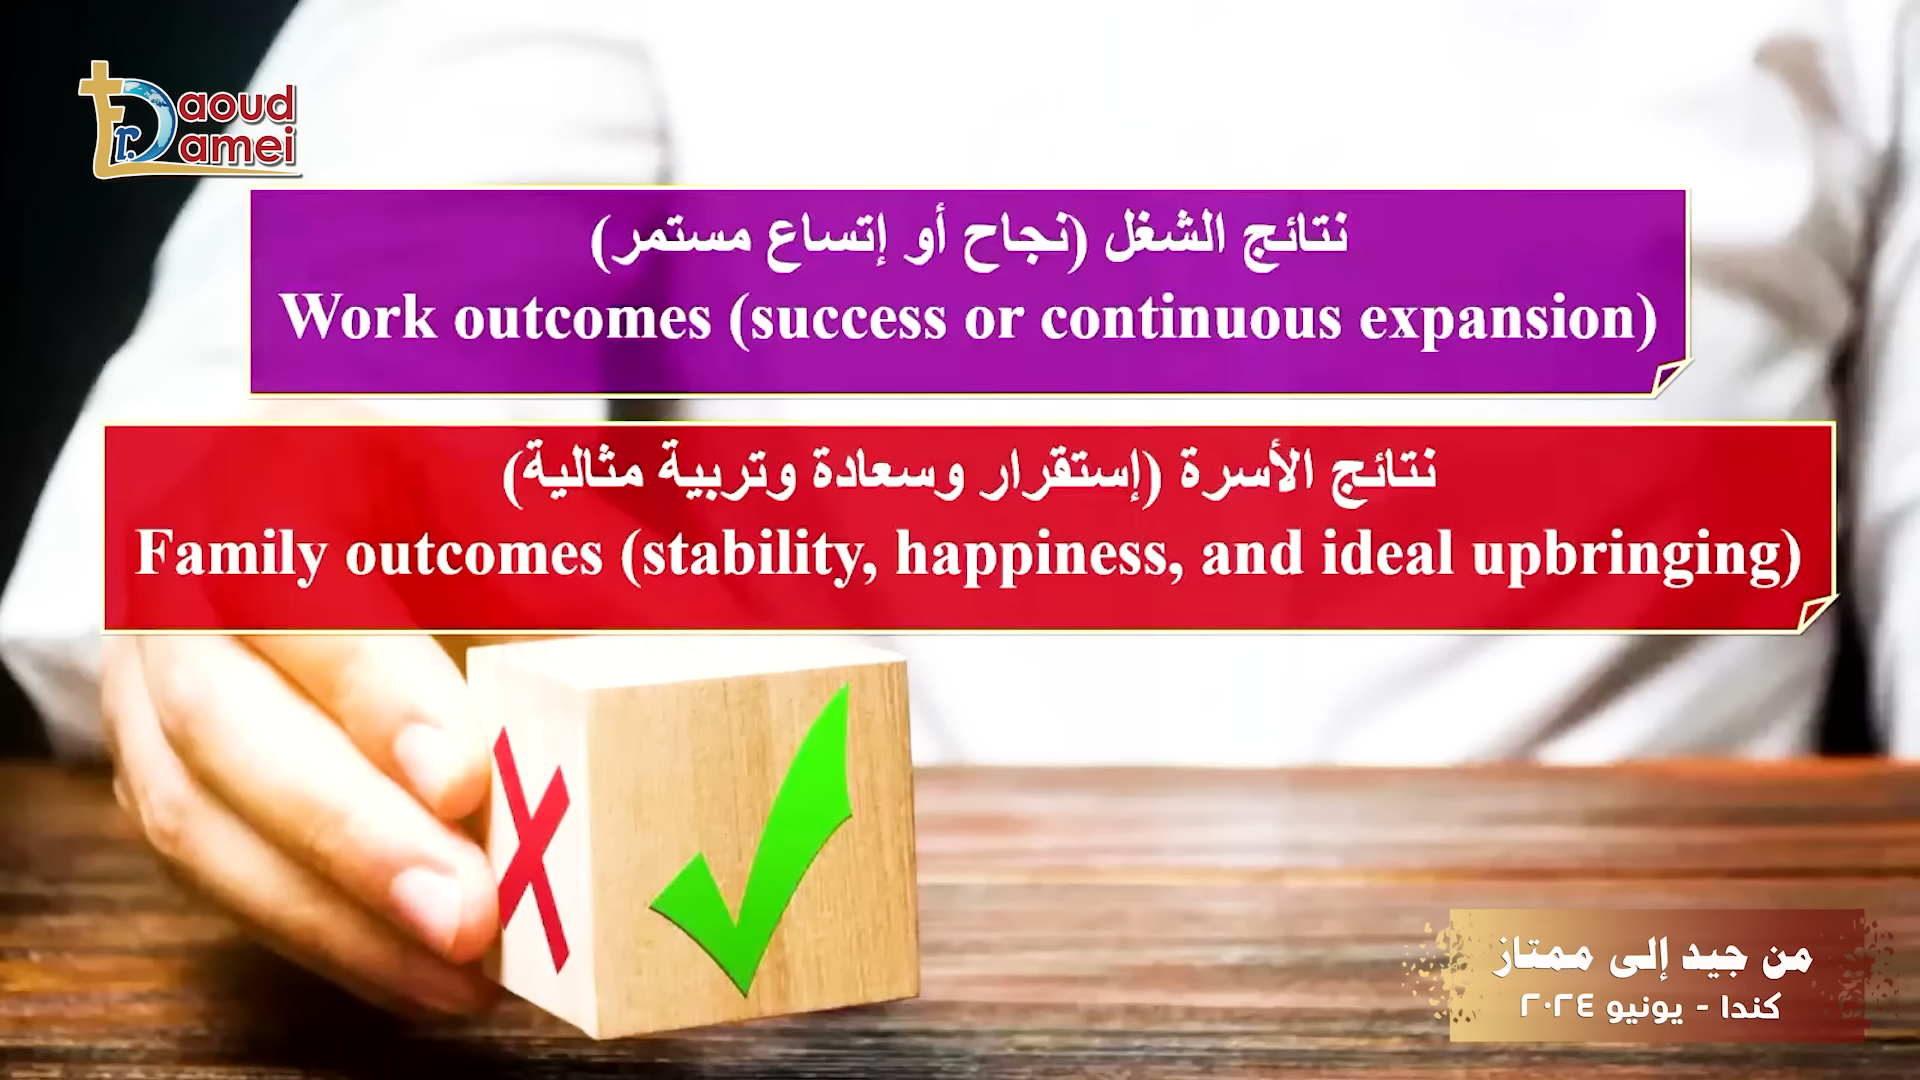 Fr. Daoud
Lamei
نتائج الشغل (نجاح أو إتساع مستمر)
Work outcomes (success or continuous expansion)
نتائج الأسرة (إستقرار وسعادة وتربية مثالية)
Family outcomes (stability, happiness, and ideal upbringing)
من جيد إلى ممتاز
كندا - يونيو ٢٠٢٤